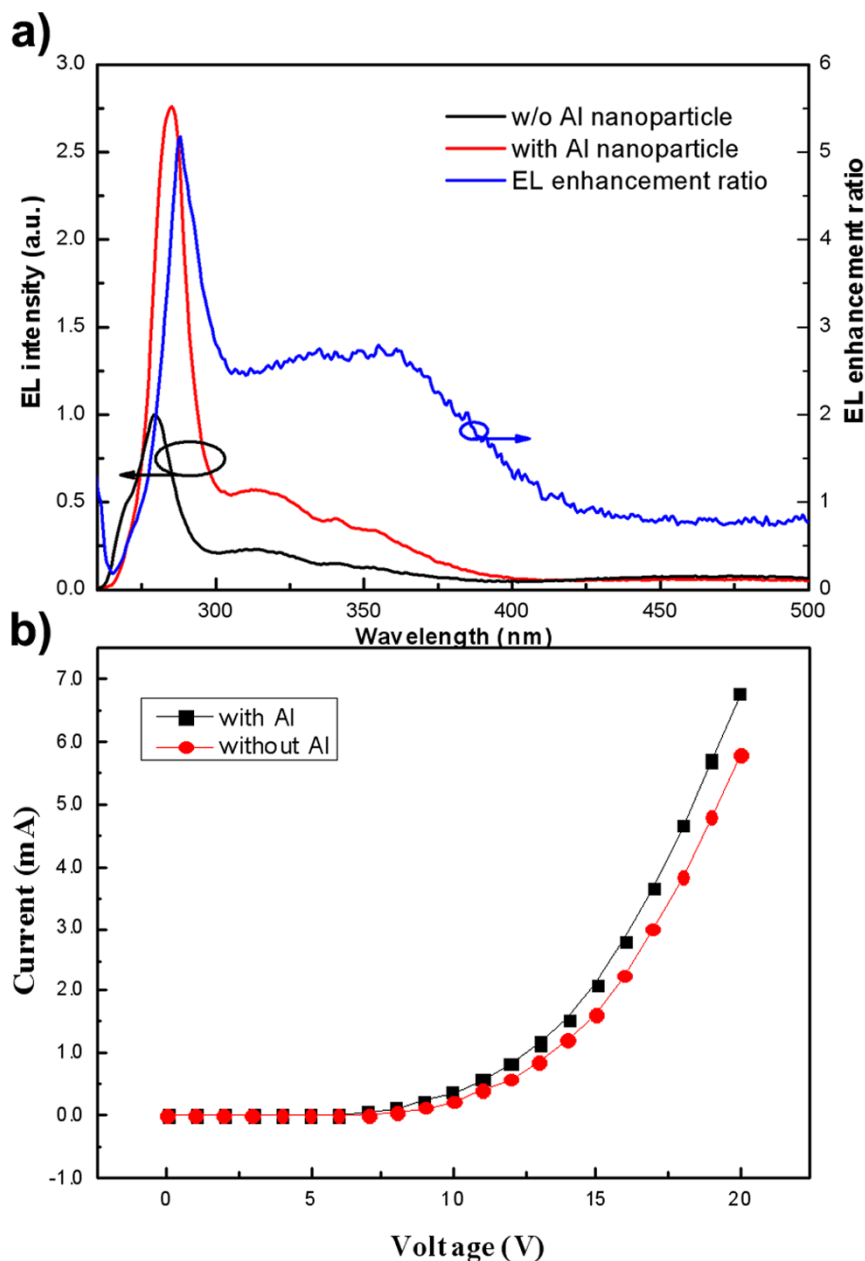 a)
3.0
2.5
2.0
1.5
1.0
0.5
0.0
EL intensity (a.u.)
w/o Al nanoparticle
with Al nanoparticle
EL enhancement ratio
6
5
4
3
2
1
0
EL enhancement ratio
300 350 400 450 500
Wavelength (nm)
b)
7.0
6.0
5.0
4.0
3.0
2.0
1.0
0.0
-1.0
Current (mA)
with Al
without Al
0 5 10 15 20
Voltage (V)